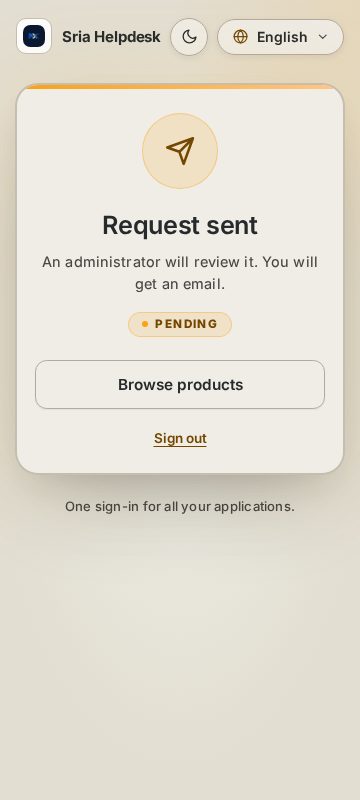 Sria Helpdesk
English
Request sent
An administrator will review it. You will
get an email.
PENDING
Browse products
Sign out
One sign-in for all your applications.